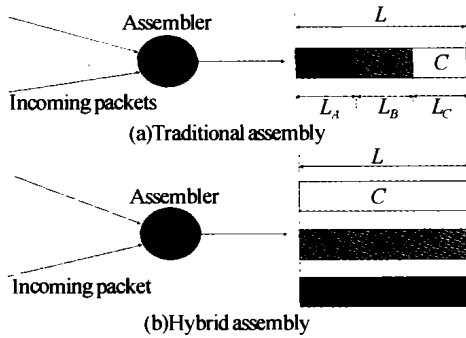 Assembler
L
C
Incoming packets
L_A L_B L_C
(a)Traditional assembly
Assembler
L
C
Incoming packet
(b)Hybrid assembly